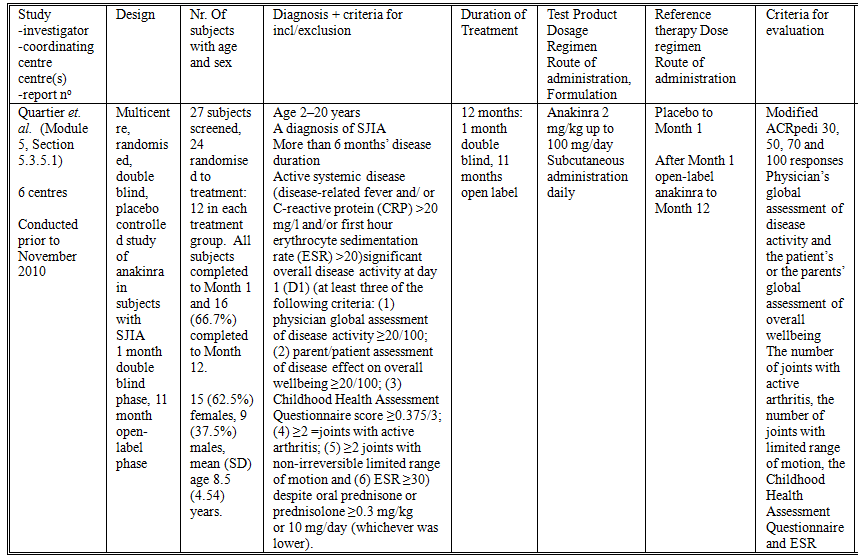 Study
-investigator
-coordinating
centre
centre(s)
-report nº
Design
Nr. Of
subjects
with age
and sex
Diagnosis + criteria for
incl/exclusion
Duration of
Treatment
Test Product
Dosage
Regimen
Route of
administration,
Formulation
Reference
therapy Dose
regimen
Route of
administration
Criteria for
evaluation
Quartier et.
al. (Module
5, Section
5.3.5.1)
6 centres
Conducted
prior to
November
2010
Multicent
re,
randomis
ed,
double
blind,
placebo
controlle
d study
of
anakinra
in
subjects
with
SJIA
1 month
double
blind
phase, 11
month
open-
label
phase
27 subjects
screened,
24
randomise
d to
treatment:
12 in each
treatment
group. All
subjects
completed
to Month 1
and 16
(66.7%)
completed
to Month
12.
15 (62.5%)
females, 9
(37.5%)
males,
mean (SD)
age 8.5
(4.54)
years.
Age 2–20 years
A diagnosis of SJIA
More than 6 months’ disease
duration
Active systemic disease
(disease-related fever and/ or
C-reactive protein (CRP) >20
mg/l and/or first hour
erythrocyte sedimentation
rate (ESR) >20)significant
overall disease activity at day
1 (D1) (at least three of the
following criteria: (1)
physician global assessment
of disease activity ≥20/100;
(2) parent/patient assessment
of disease effect on overall
wellbeing ≥20/100; (3)
Childhood Health Assessment
Questionnaire score ≥0.375/3;
(4) ≥2 =joints with active
arthritis; (5) ≥2 joints with
non-irreversible limited range
of motion and (6) ESR ≥30)
despite oral prednisone or
prednisolone ≥0.3 mg/kg
or 10 mg/day (whichever was
lower).
12 months:
1 month
double
blind, 11
months
open label
Anakinra 2
mg/kg up to
100 mg/day
Subcutaneous
administration
daily
Placebo to
Month 1
After Month 1
open-label
anakinra to
Month 12
Modified
ACRpedi 30,
50, 70 and
100 responses
Physician’s
global
assessment of
disease
activity and
the patient’s
or the parents’
global
assessment of
overall
wellbeing
The number
of joints with
active
arthritis, the
number of
joints with
limited range
of motion, the
Childhood
Health
Assessment
Questionnaire
and ESR